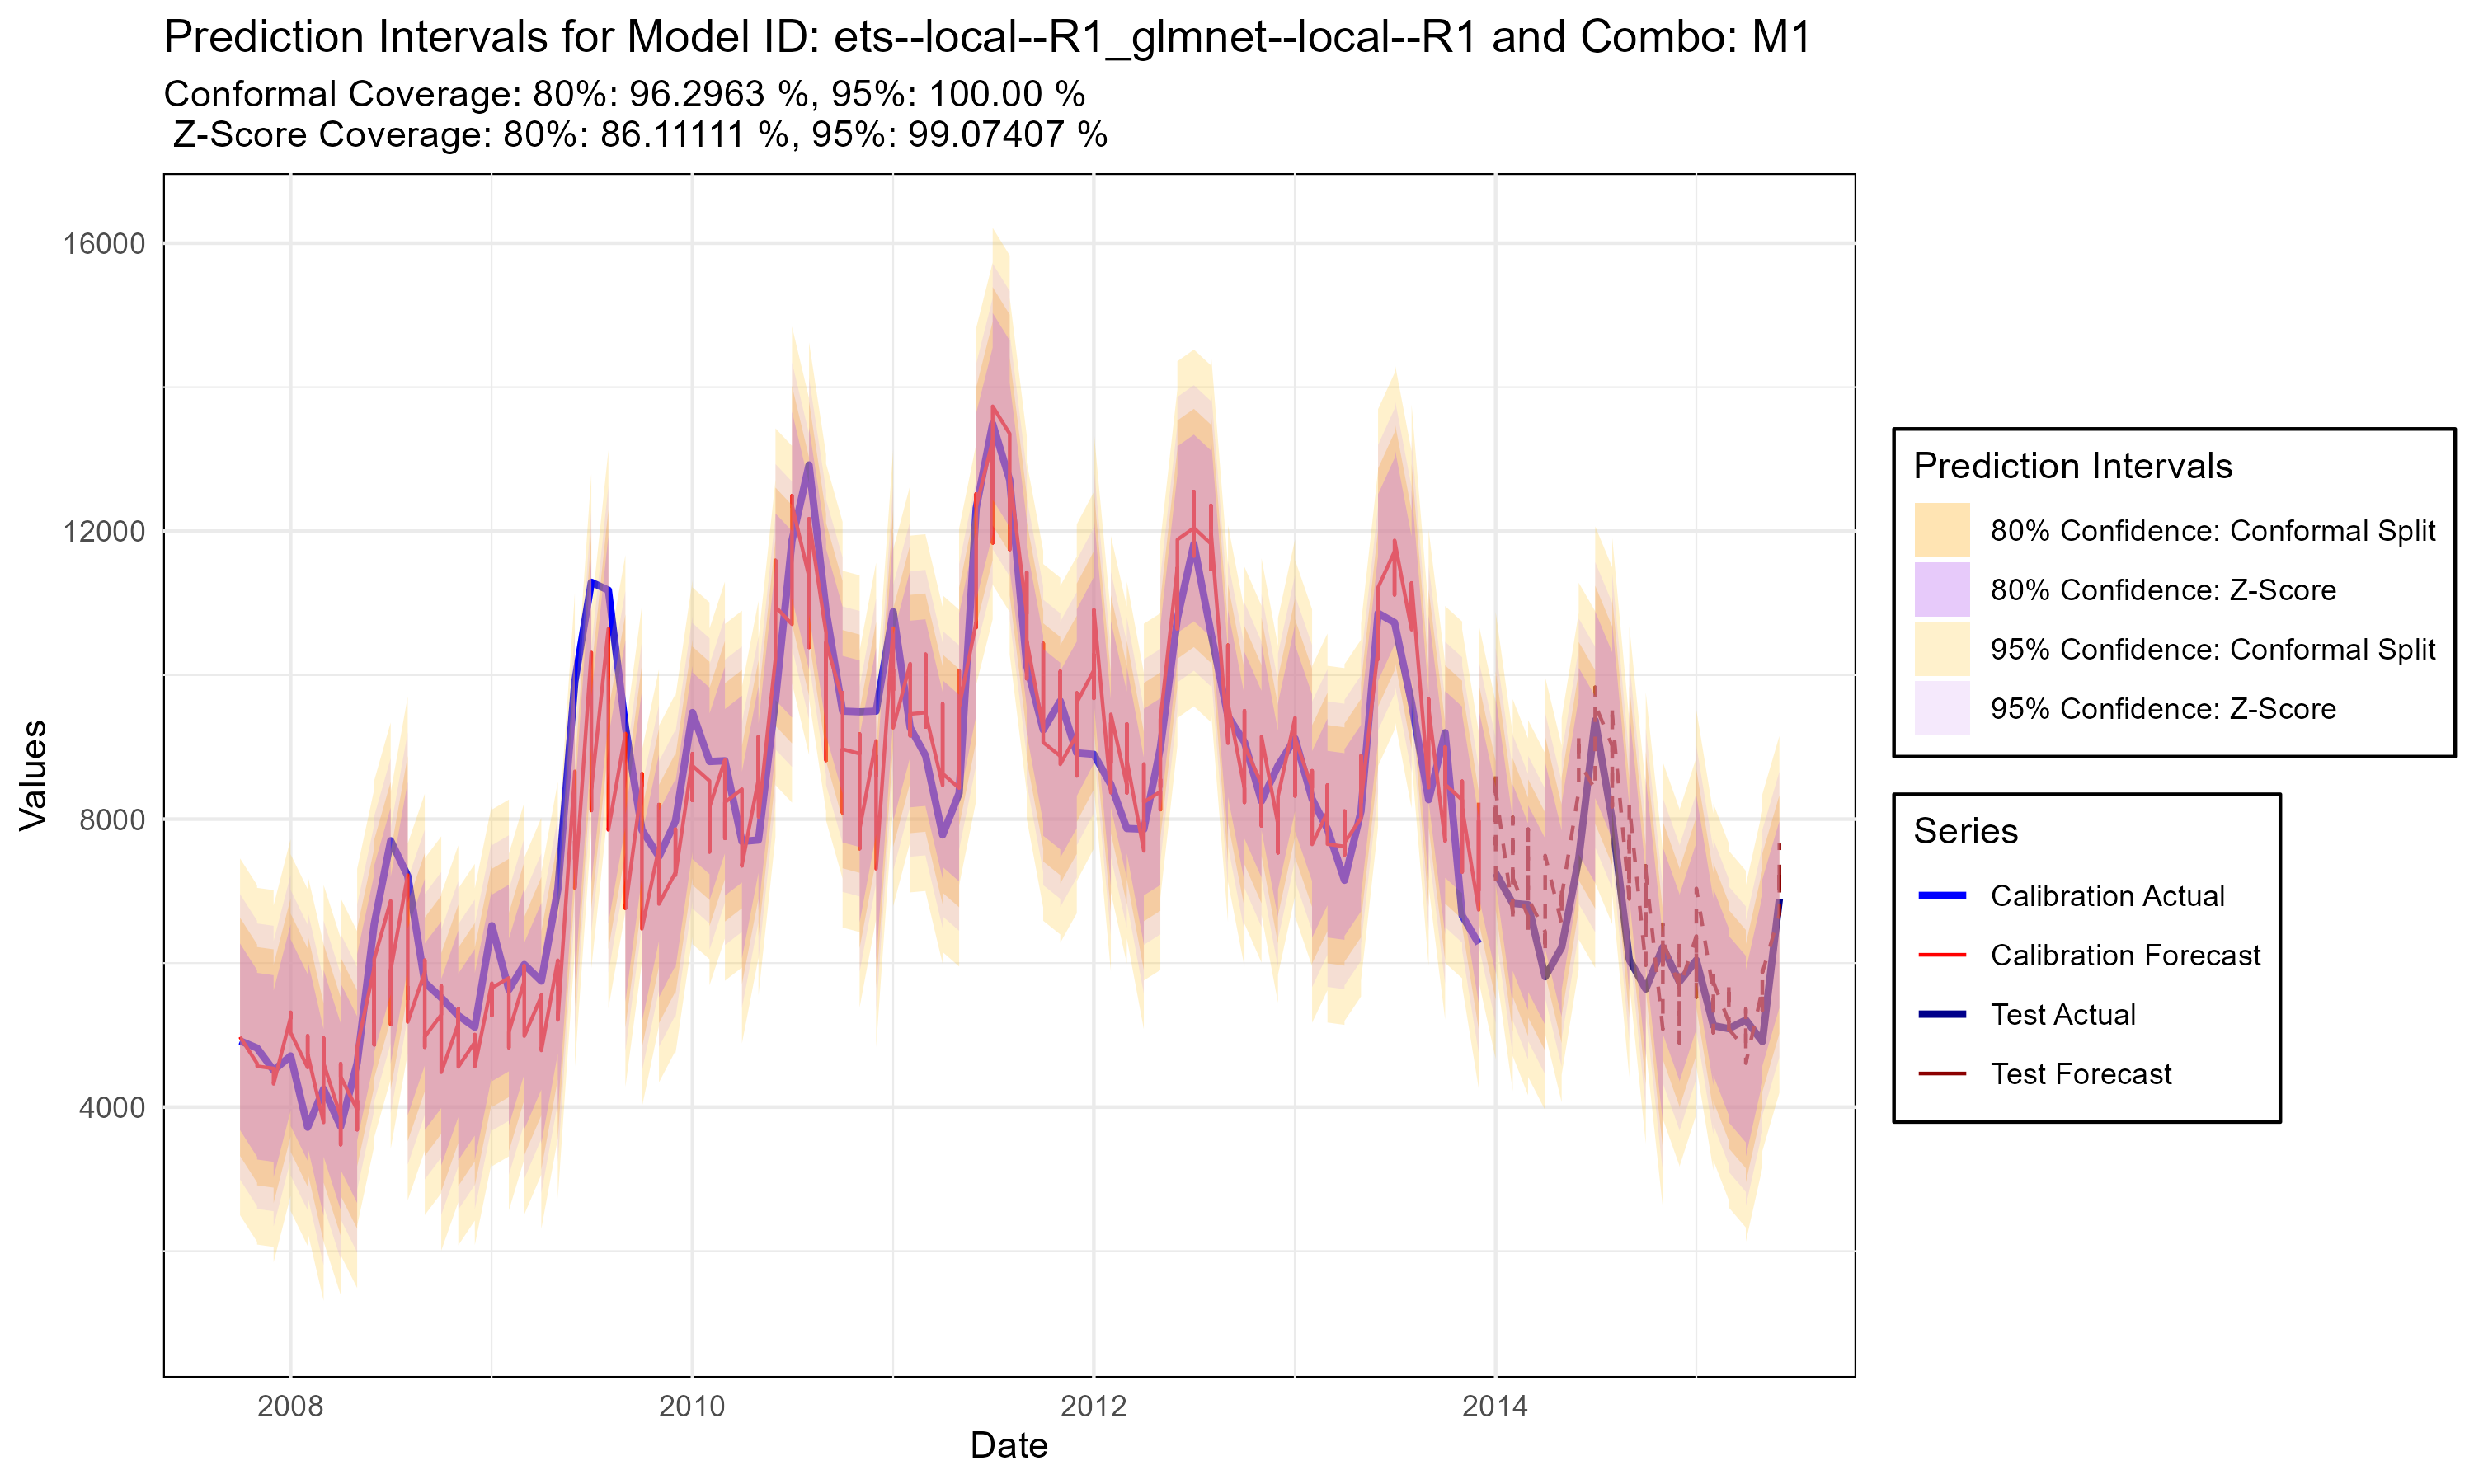 Prediction Intervals for Model ID: ets--local--R1_glmnet--local--R1 and Combo: M1
Conformal Coverage: 80%: 96.2963 %, 95%: 100.00 %
Z-Score Coverage: 80%: 86.11111 %, 95%: 99.07407 %
16000
12000
8000
4000
Values
2008
2010
2012
2014
Date
Prediction Intervals
80% Confidence: Conformal Split
80% Confidence: Z-Score
95% Confidence: Conformal Split
95% Confidence: Z-Score
Series
Calibration Actual
Calibration Forecast
Test Actual
Test Forecast